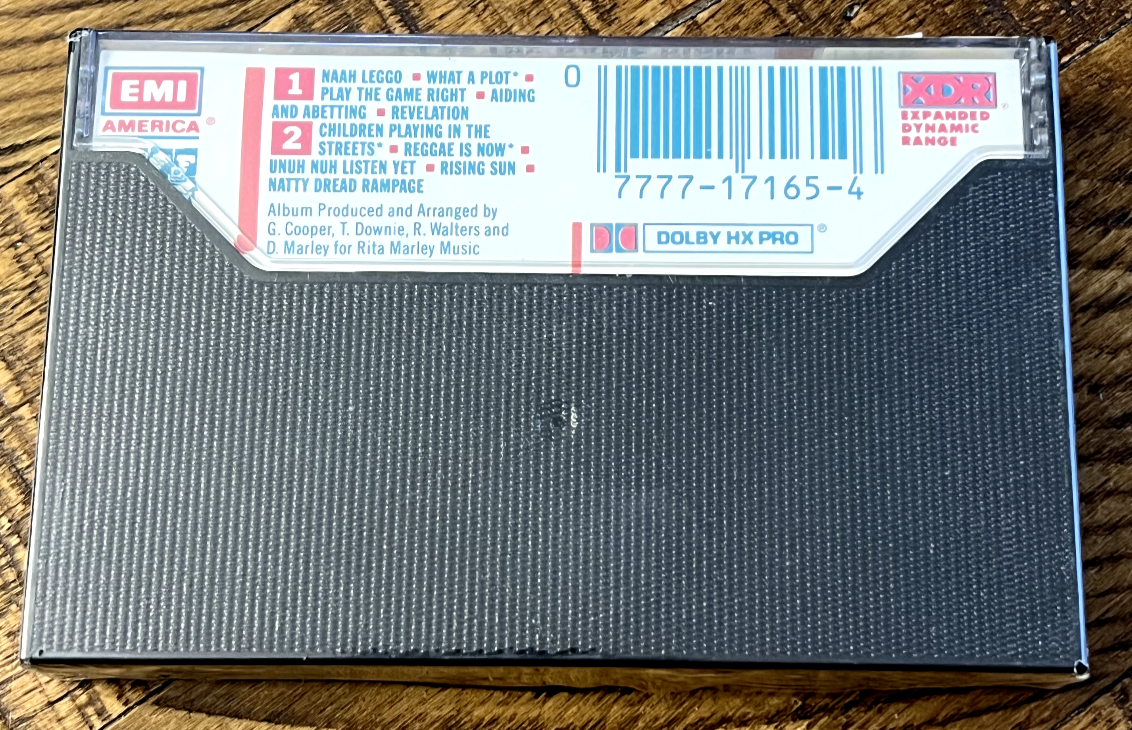 EMI
AMERICA®
1 NAAH LEGGO ▪ WHAT A PLOT* ▪
PLAY THE GAME RIGHT ▪ AIDING
AND ABETTING ▪ REVELATION
2 CHILDREN PLAYING IN THE
STREETS* ▪ REGGAE IS NOW* ▪
UNUH NUH LISTEN YET ▪ RISING SUN ▪
NATTY DREAD RAMPAGE
Album Produced and Arranged by
G. Cooper, T. Downie, R. Walters and
D. Marley for Rita Marley Music
0
7777-17165-4
DOLBY HX PRO®
XDR®
EXPANDED
DYNAMIC
RANGE